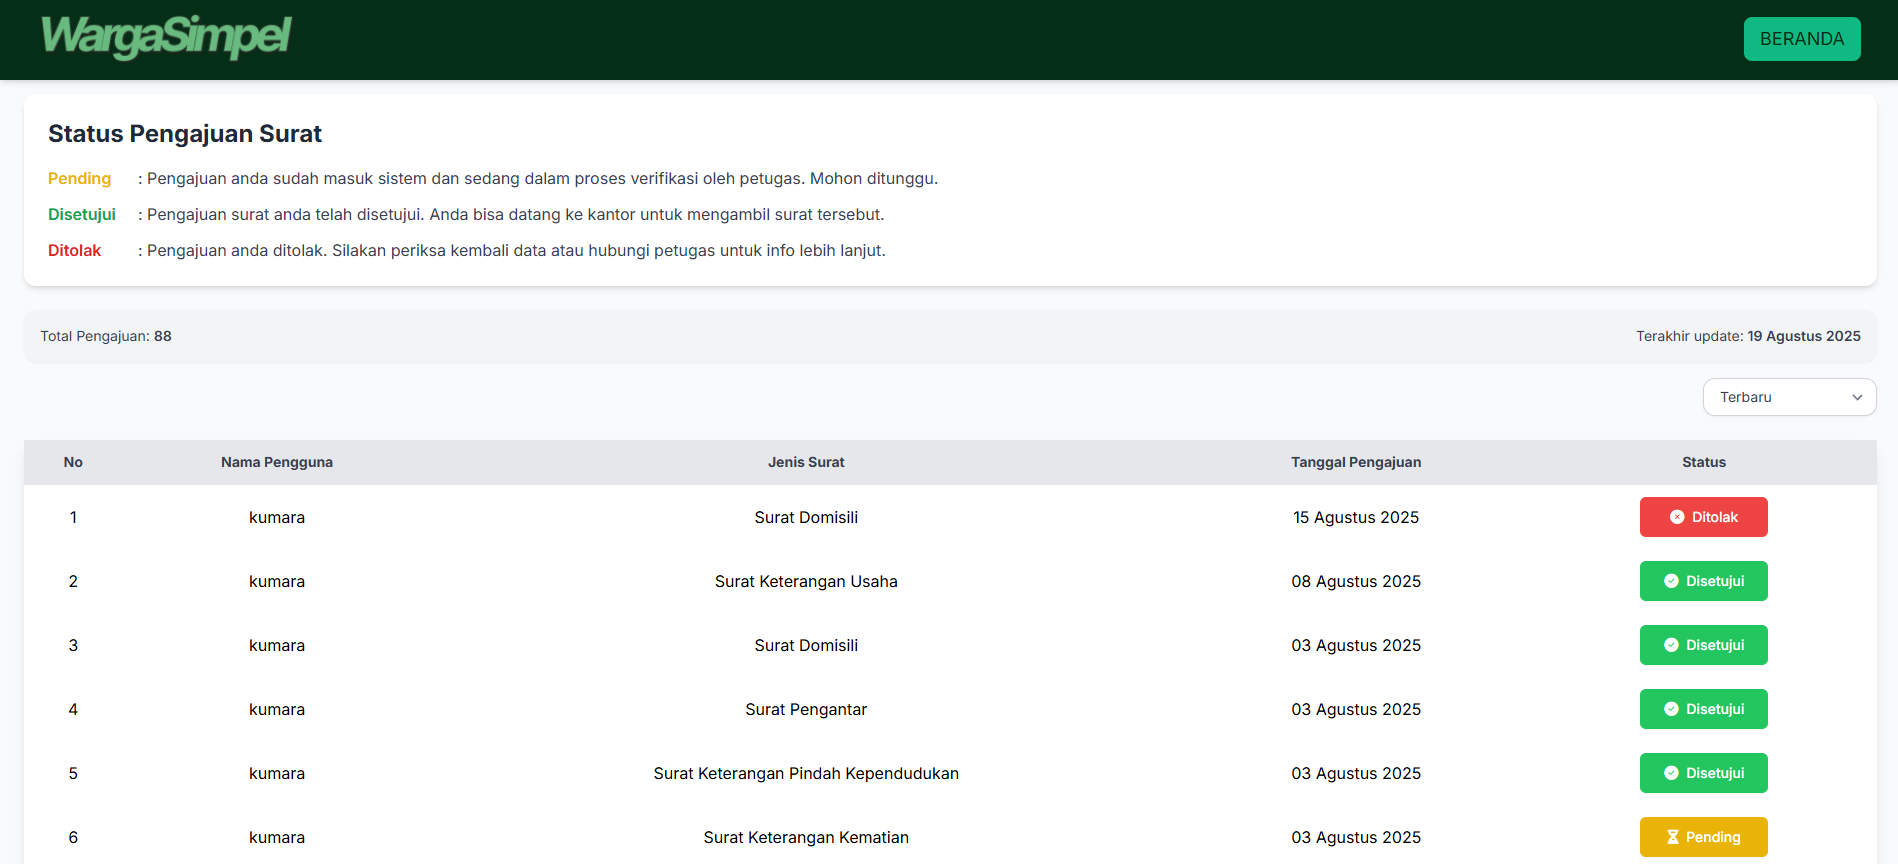 WargaSimpel
BERANDA
Status Pengajuan Surat
Pending : Pengajuan anda sudah masuk sistem dan sedang dalam proses verifikasi oleh petugas. Mohon ditunggu.
Disetujui : Pengajuan surat anda telah disetujui. Anda bisa datang ke kantor untuk mengambil surat tersebut.
Ditolak : Pengajuan anda ditolak. Silakan periksa kembali data atau hubungi petugas untuk info lebih lanjut.
Total Pengajuan: 88 Terakhir update: 19 Agustus 2025
Terbaru
No Nama Pengguna Jenis Surat Tanggal Pengajuan Status
1 kumara Surat Domisili 15 Agustus 2025 Ditolak
2 kumara Surat Keterangan Usaha 08 Agustus 2025 Disetujui
3 kumara Surat Domisili 03 Agustus 2025 Disetujui
4 kumara Surat Pengantar 03 Agustus 2025 Disetujui
5 kumara Surat Keterangan Pindah Kependudukan 03 Agustus 2025 Disetujui
6 kumara Surat Keterangan Kematian 03 Agustus 2025 Pending